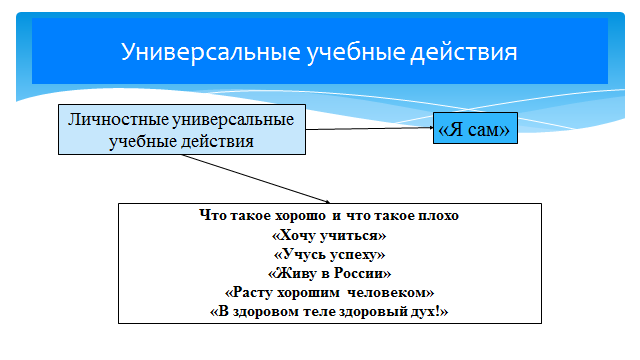 Универсальные учебные действия
Личностные универсальные
учебные действия
«Я сам»
Что такое хорошо и что такое плохо
«Хочу учиться»
«Учусь успеху»
«Живу в России»
«Расту хорошим человеком»
«В здоровом теле здоровый дух!»